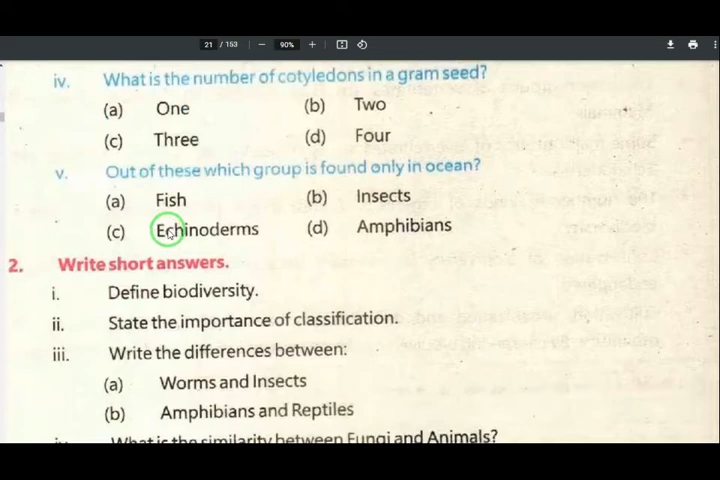 21 / 153 — 90% +
iv. What is the number of cotyledons in a gram seed?
(a) One (b) Two
(c) Three (d) Four
v. Out of these which group is found only in ocean?
(a) Fish (b) Insects
(c) Echinoderms (d) Amphibians
2. Write short answers.
i. Define biodiversity.
ii. State the importance of classification.
iii. Write the differences between:
(a) Worms and Insects
(b) Amphibians and Reptiles
iv. What is the similarity between Fungi and Animals?